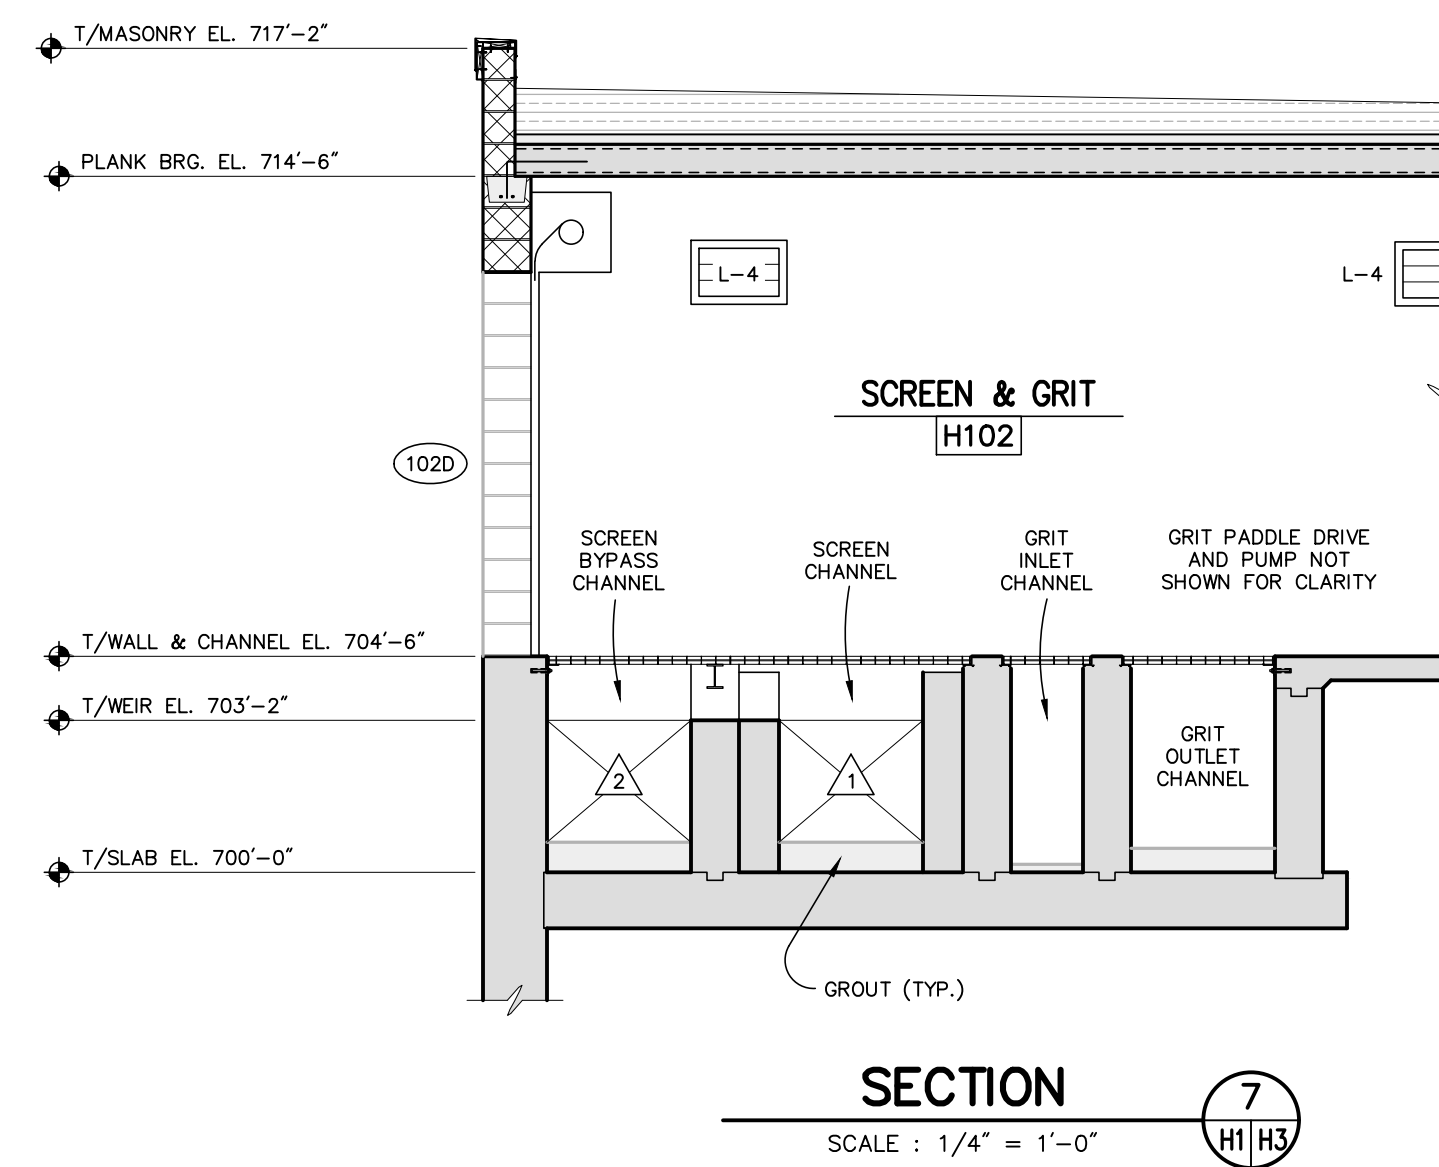 T/MASONRY EL. 717'-2"
PLANK BRG. EL. 714'-6"
L-4
L-4
SCREEN & GRIT
H102
102D
SCREEN
BYPASS
CHANNEL
SCREEN
CHANNEL
GRIT
INLET
CHANNEL
GRIT PADDLE DRIVE
AND PUMP NOT
SHOWN FOR CLARITY
T/WALL & CHANNEL EL. 704'-6"
T/WEIR EL. 703'-2"
2
1
GRIT
OUTLET
CHANNEL
T/SLAB EL. 700'-0"
GROUT (TYP.)
SECTION
7
SCALE : 1/4" = 1'-0"
H1 H3